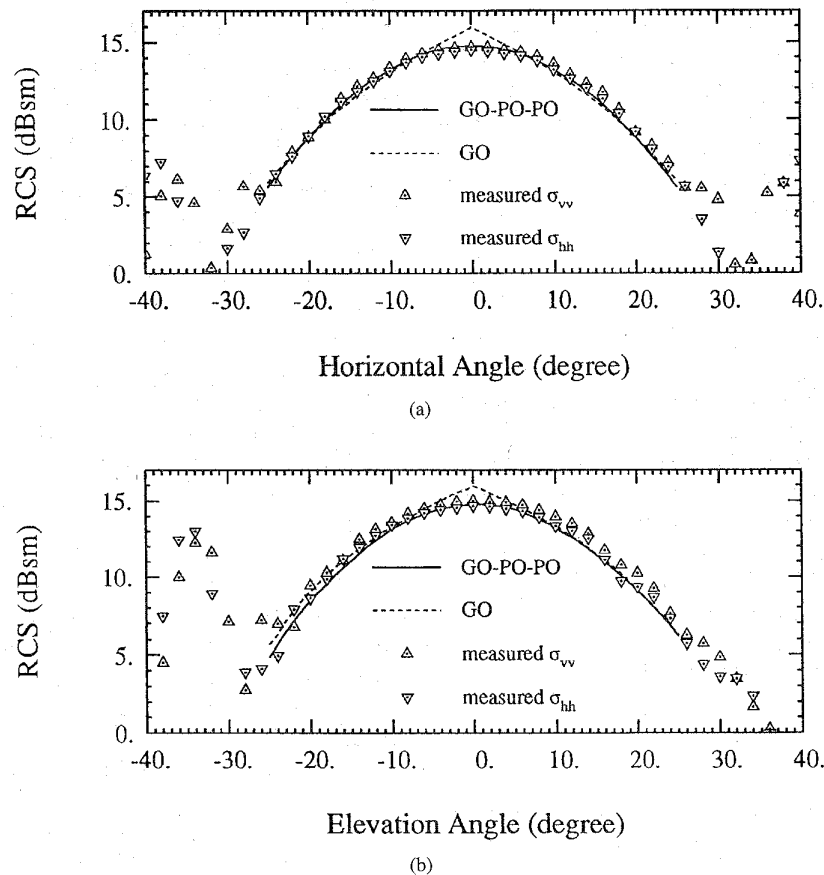 15.
10.
5.
0.
RCS (dBsm)
GO-PO-PO
GO
measured σvv
measured σhh
-40. -30. -20. -10. 0. 10. 20. 30. 40.
Horizontal Angle (degree)
(a)
15.
10.
5.
0.
RCS (dBsm)
GO-PO-PO
GO
measured σvv
measured σhh
-40. -30. -20. -10. 0. 10. 20. 30. 40.
Elevation Angle (degree)
(b)